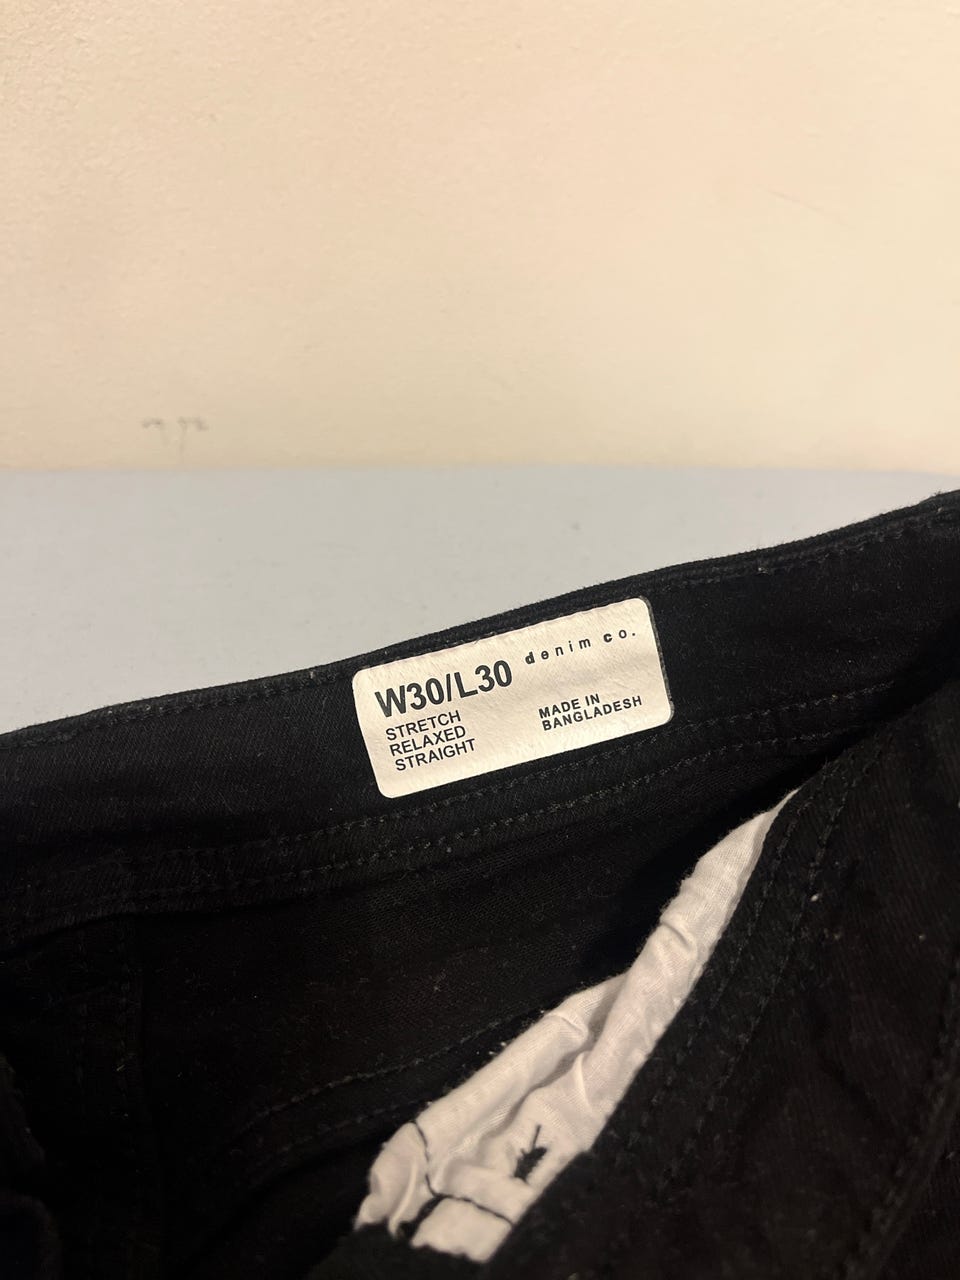 W30/L30
denim co.
STRETCH
RELAXED
STRAIGHT
MADE IN
BANGLADESH